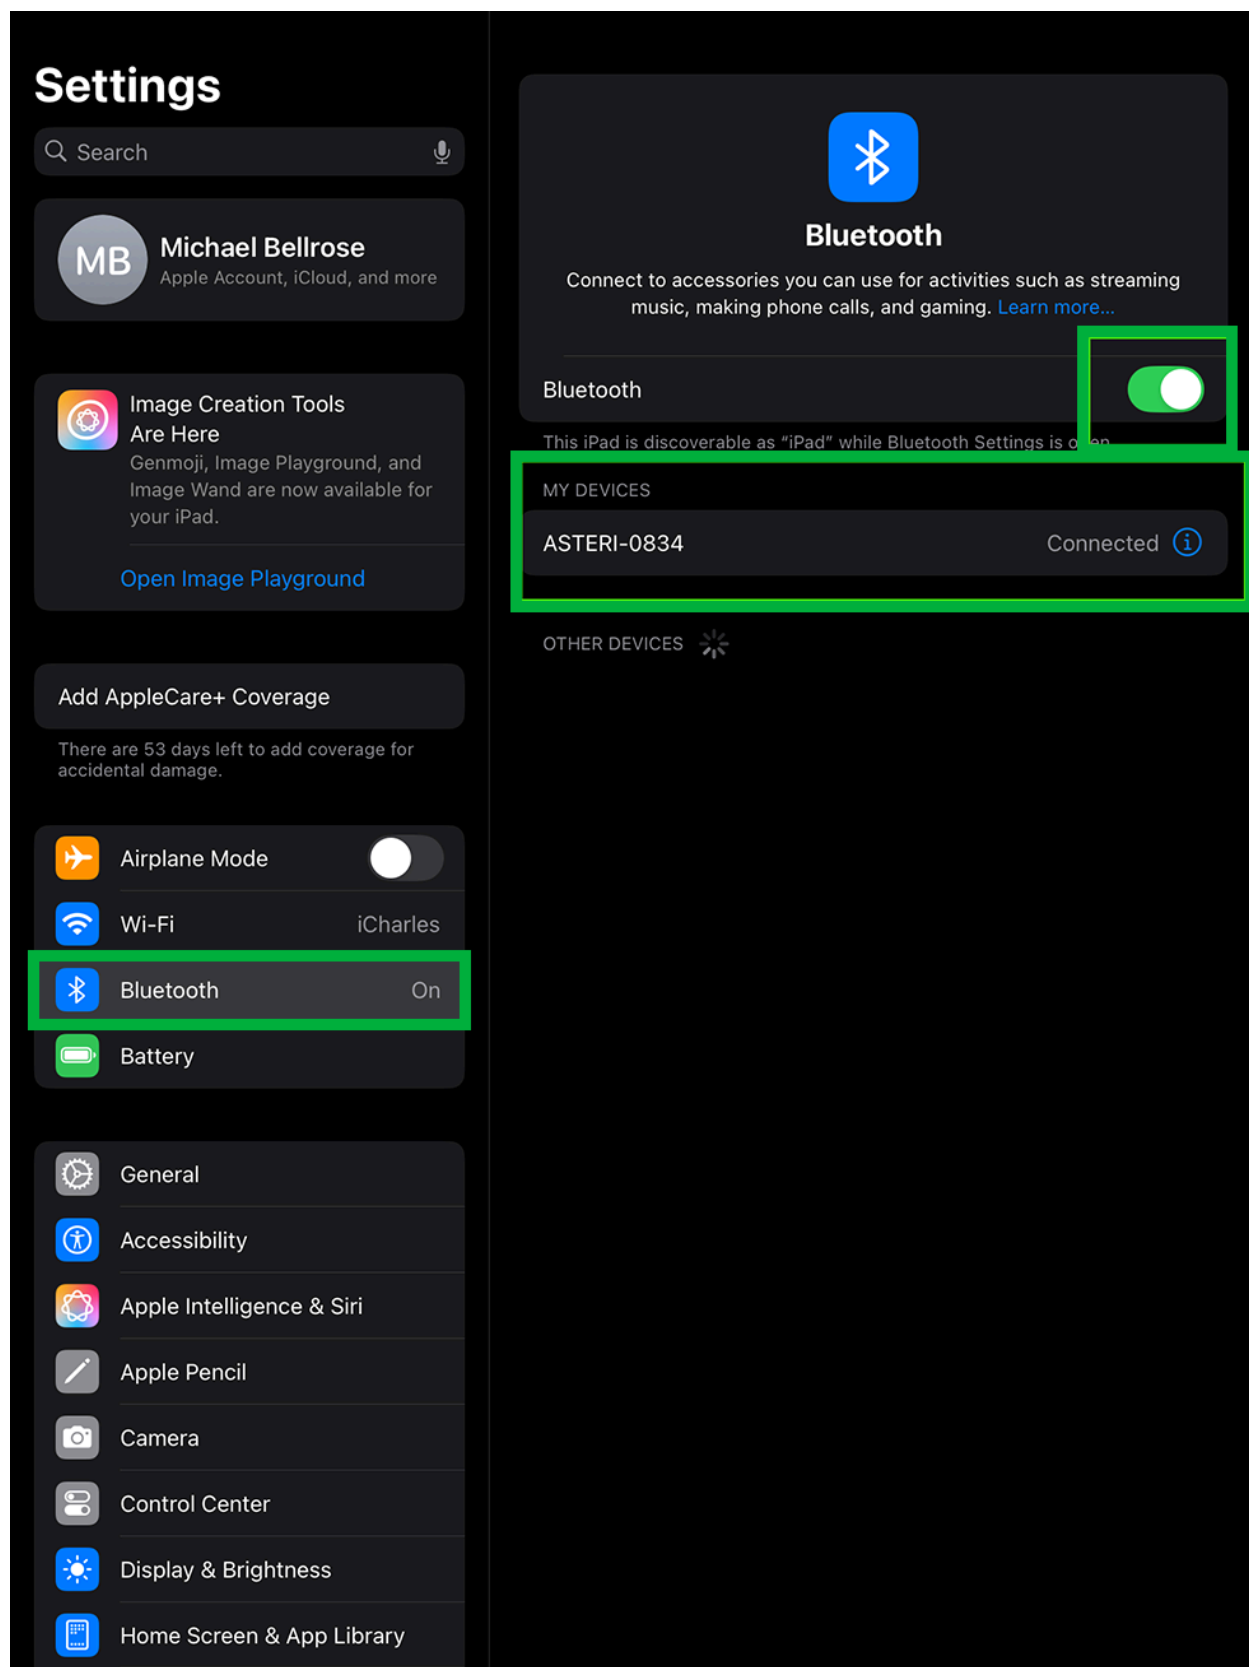 Settings
Search
MB
Michael Bellrose
Apple Account, iCloud, and more
Image Creation Tools
Are Here
Genmoji, Image Playground, and
Image Wand are now available for
your iPad.
Open Image Playground
Add AppleCare+ Coverage
There are 53 days left to add coverage for
accidental damage.
Airplane Mode
Wi-Fi iCharles
Bluetooth On
Battery
General
Accessibility
Apple Intelligence & Siri
Apple Pencil
Camera
Control Center
Display & Brightness
Home Screen & App Library
Bluetooth
Connect to accessories you can use for activities such as streaming
music, making phone calls, and gaming. Learn more...
Bluetooth
This iPad is discoverable as “iPad” while Bluetooth Settings is open
MY DEVICES
ASTERI-0834 Connected
OTHER DEVICES